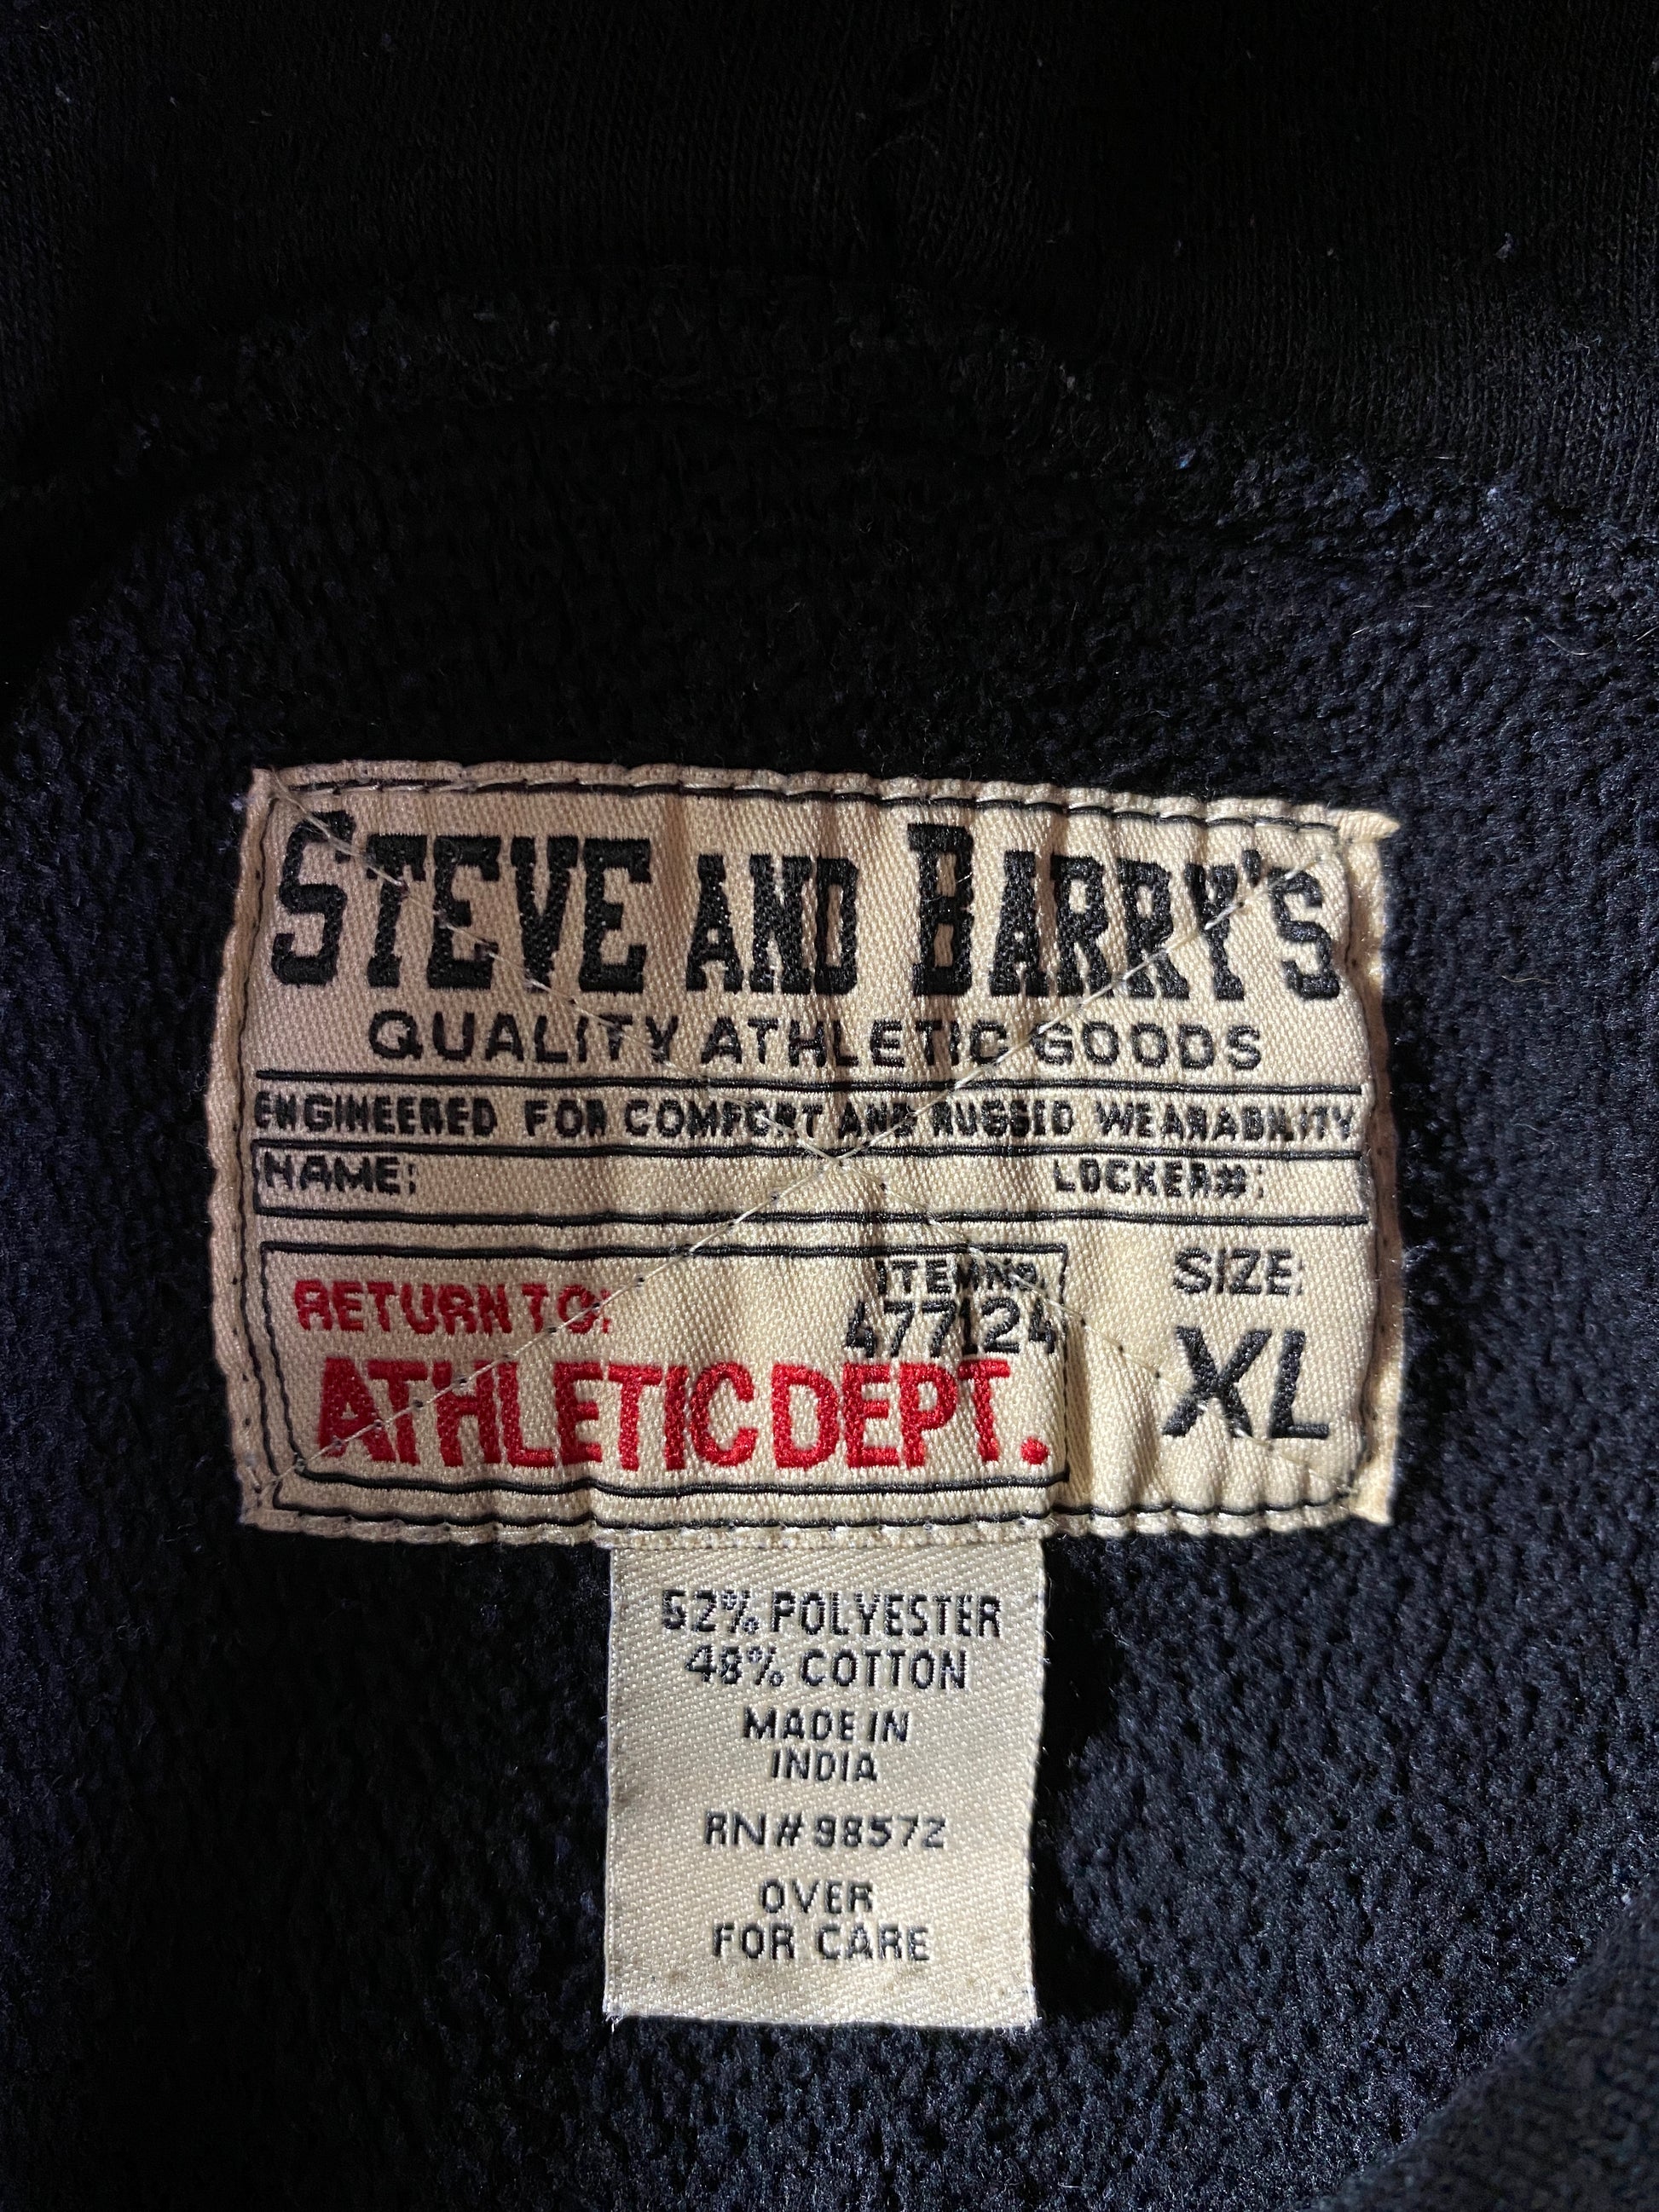 STEVE AND BARRY'S
QUALITY ATHLETIC GOODS
ENGINEERED FOR COMFORT AND RUGGED WEARABILITY
NAME: LOCKER#:
RETURN TO:
ITEM No.
477124
ATHLETIC DEPT.
SIZE:
XL
52% POLYESTER
48% COTTON
MADE IN
INDIA
RN# 98572
OVER
FOR CARE